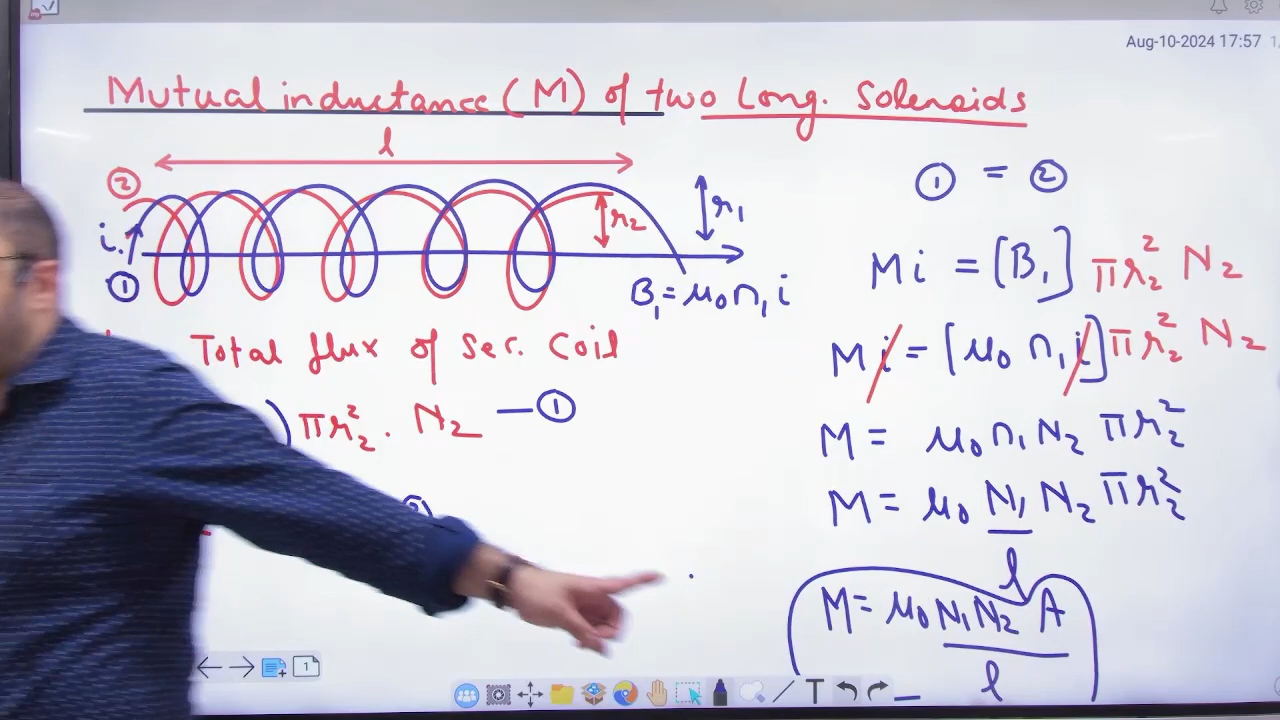 Aug-10-2024 17:57
Mutual inductance (M) of two Long. Solenoids
l
②
r₂
r₁
i
①
B₁ = μ₀ n₁ i
Total flux of Sec. Coil
) πr₂². N₂ — ①
②
① = ②
M i = [B₁] πr₂² N₂
M i = [μ₀ n₁ i] πr₂² N₂
M = μ₀ n₁ N₂ πr₂²
M = μ₀ N₁ N₂ πr₂²
l
M = μ₀ N₁ N₂ A
l
1
T